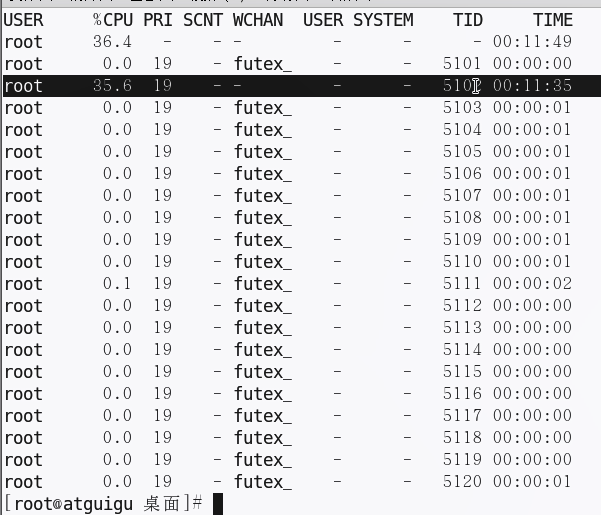 USER %CPU PRI SCNT WCHAN USER SYSTEM TID TIME
root 36.4 - - - - - - 00:11:49
root 0.0 19 - futex_ - - 5101 00:00:00
root 35.6 19 - - - - 5102 00:11:35
root 0.0 19 - futex_ - - 5103 00:00:01
root 0.0 19 - futex_ - - 5104 00:00:01
root 0.0 19 - futex_ - - 5105 00:00:01
root 0.0 19 - futex_ - - 5106 00:00:01
root 0.0 19 - futex_ - - 5107 00:00:01
root 0.0 19 - futex_ - - 5108 00:00:01
root 0.0 19 - futex_ - - 5109 00:00:01
root 0.0 19 - futex_ - - 5110 00:00:01
root 0.1 19 - futex_ - - 5111 00:00:02
root 0.0 19 - futex_ - - 5112 00:00:00
root 0.0 19 - futex_ - - 5113 00:00:00
root 0.0 19 - futex_ - - 5114 00:00:00
root 0.0 19 - futex_ - - 5115 00:00:00
root 0.0 19 - futex_ - - 5116 00:00:00
root 0.0 19 - futex_ - - 5117 00:00:00
root 0.0 19 - futex_ - - 5118 00:00:00
root 0.0 19 - futex_ - - 5119 00:00:00
root 0.0 19 - futex_ - - 5120 00:00:01
[root@atguigu 桌面]#